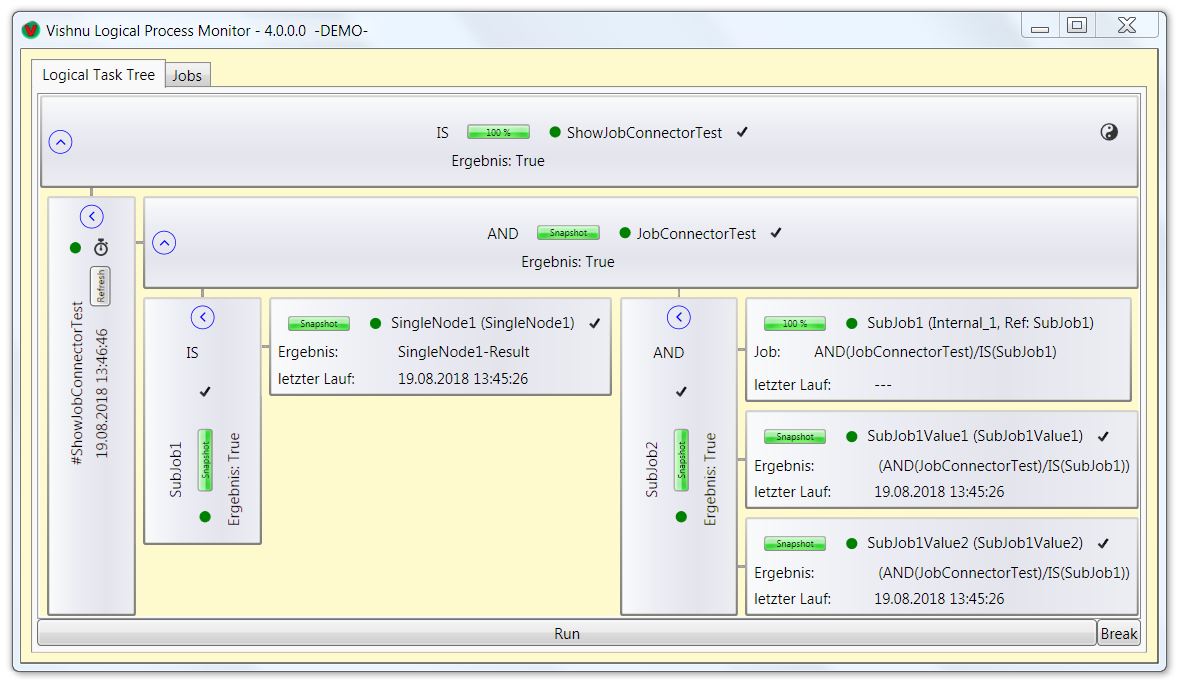 Vishnu Logical Process Monitor - 4.0.0.0 -DEMO-
Logical Task Tree
Jobs
IS 100 % ShowJobConnectorTest
Ergebnis: True
#ShowJobConnectorTest
19.08.2018 13:46:46
Refresh
AND Snapshot JobConnectorTest
Ergebnis: True
IS
SubJob1
Snapshot
Ergebnis: True
Snapshot SingleNode1 (SingleNode1)
Ergebnis: SingleNode1-Result
letzter Lauf: 19.08.2018 13:45:26
AND
SubJob2
Snapshot
Ergebnis: True
100 % SubJob1 (Internal_1, Ref: SubJob1)
Job: AND(JobConnectorTest)/IS(SubJob1)
letzter Lauf: ---
Snapshot SubJob1Value1 (SubJob1Value1)
Ergebnis: (AND(JobConnectorTest)/IS(SubJob1))
letzter Lauf: 19.08.2018 13:45:26
Snapshot SubJob1Value2 (SubJob1Value2)
Ergebnis: (AND(JobConnectorTest)/IS(SubJob1))
letzter Lauf: 19.08.2018 13:45:26
Run
Break